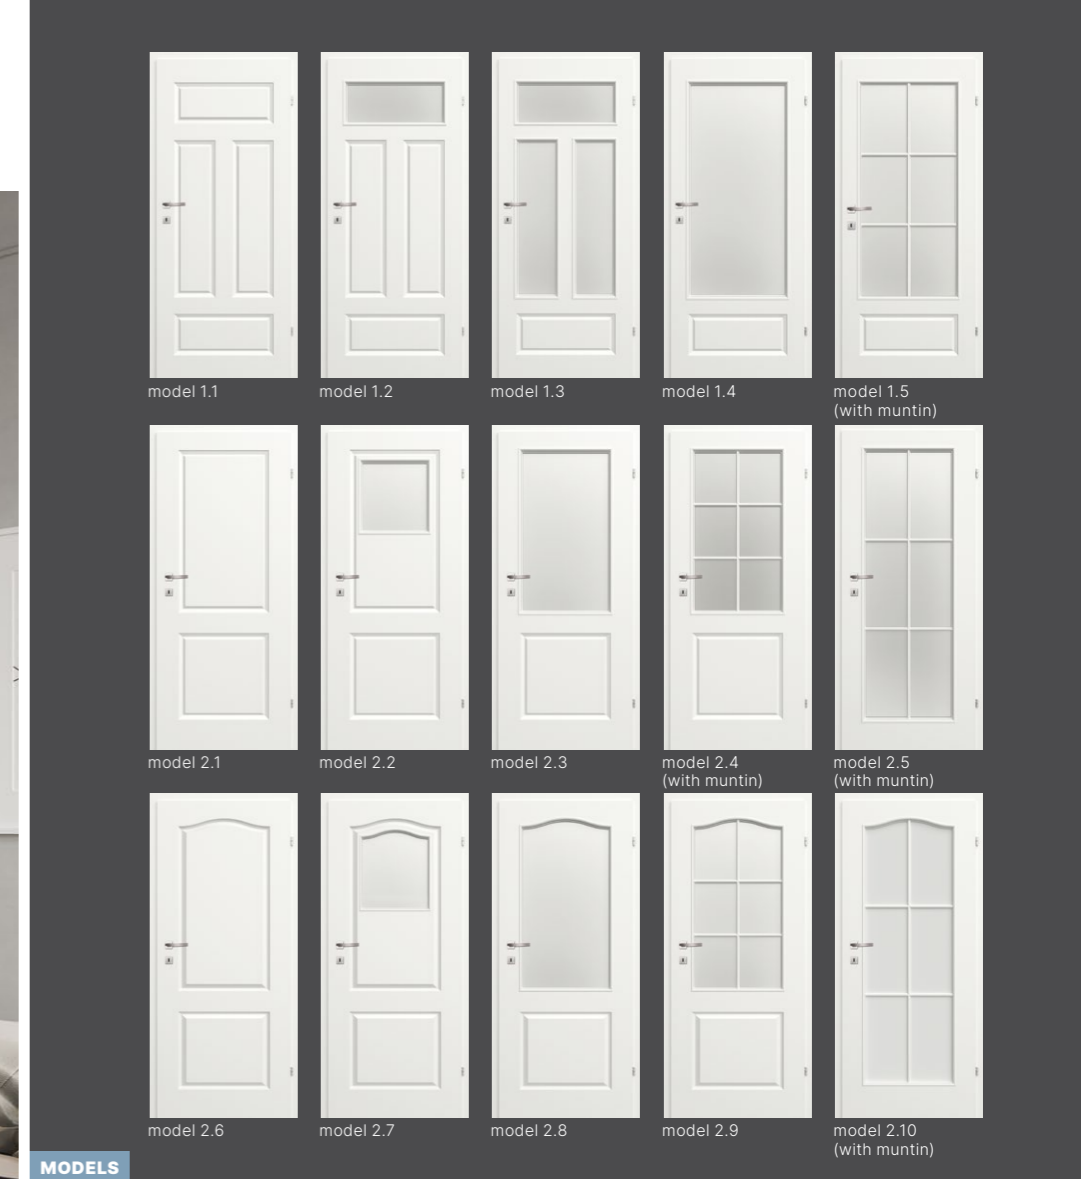 model 1.1
model 1.2
model 1.3
model 1.4
model 1.5
(with muntin)
model 2.1
model 2.2
model 2.3
model 2.4
(with muntin)
model 2.5
(with muntin)
model 2.6
model 2.7
model 2.8
model 2.9
model 2.10
(with muntin)
MODELS